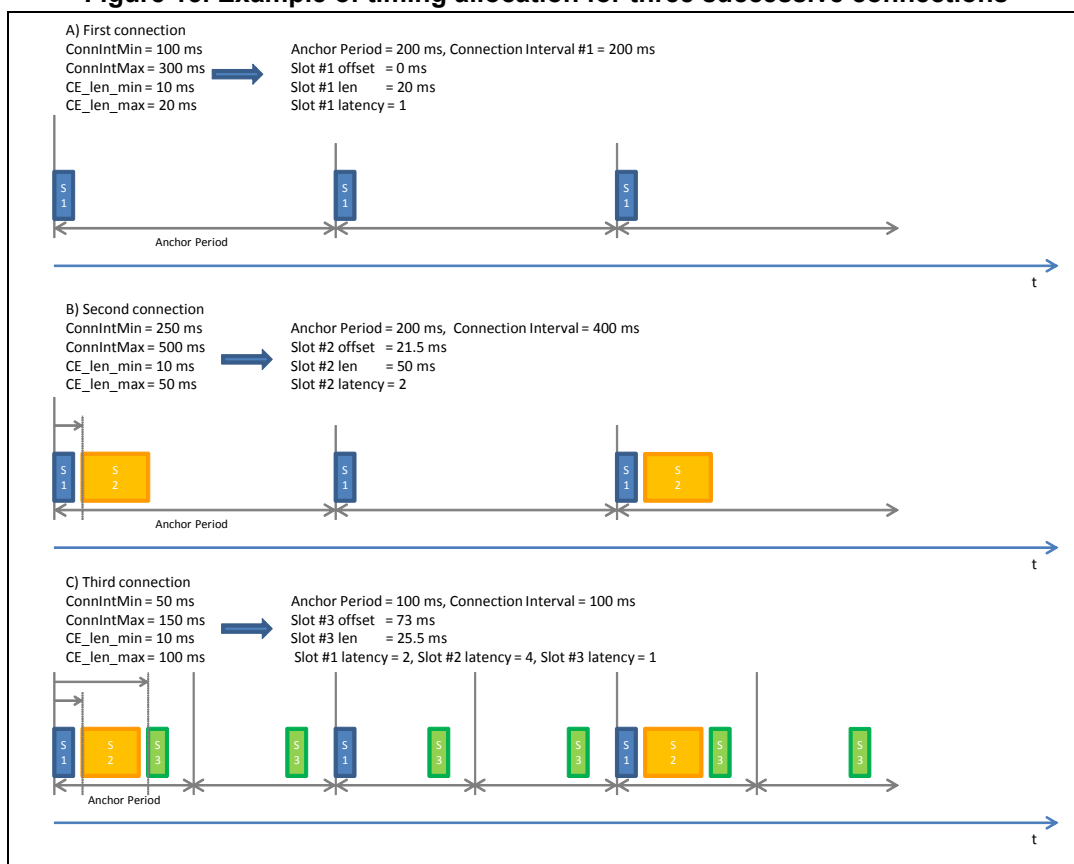 Figure 10. Example of timing allocation for three successive connections
A) First connection
ConnIntMin = 100 ms
ConnIntMax = 300 ms
CE_len_min = 10 ms
CE_len_max = 20 ms
Anchor Period = 200 ms, Connection Interval #1 = 200 ms
Slot #1 offset = 0 ms
Slot #1 len = 20 ms
Slot #1 latency = 1
S
1
S
1
S
1
Anchor Period
t
B) Second connection
ConnIntMin = 250 ms
ConnIntMax = 500 ms
CE_len_min = 10 ms
CE_len_max = 50 ms
Anchor Period = 200 ms, Connection Interval = 400 ms
Slot #2 offset = 21.5 ms
Slot #2 len = 50 ms
Slot #2 latency = 2
S
1
S
2
S
1
S
1
S
2
Anchor Period
t
C) Third connection
ConnIntMin = 50 ms
ConnIntMax = 150 ms
CE_len_min = 10 ms
CE_len_max = 100 ms
Anchor Period = 100 ms, Connection Interval = 100 ms
Slot #3 offset = 73 ms
Slot #3 len = 25.5 ms
Slot #1 latency = 2, Slot #2 latency = 4, Slot #3 latency = 1
S
1
S
2
S
3
S
3
S
1
S
3
S
3
S
1
S
2
S
3
S
3
Anchor Period
t